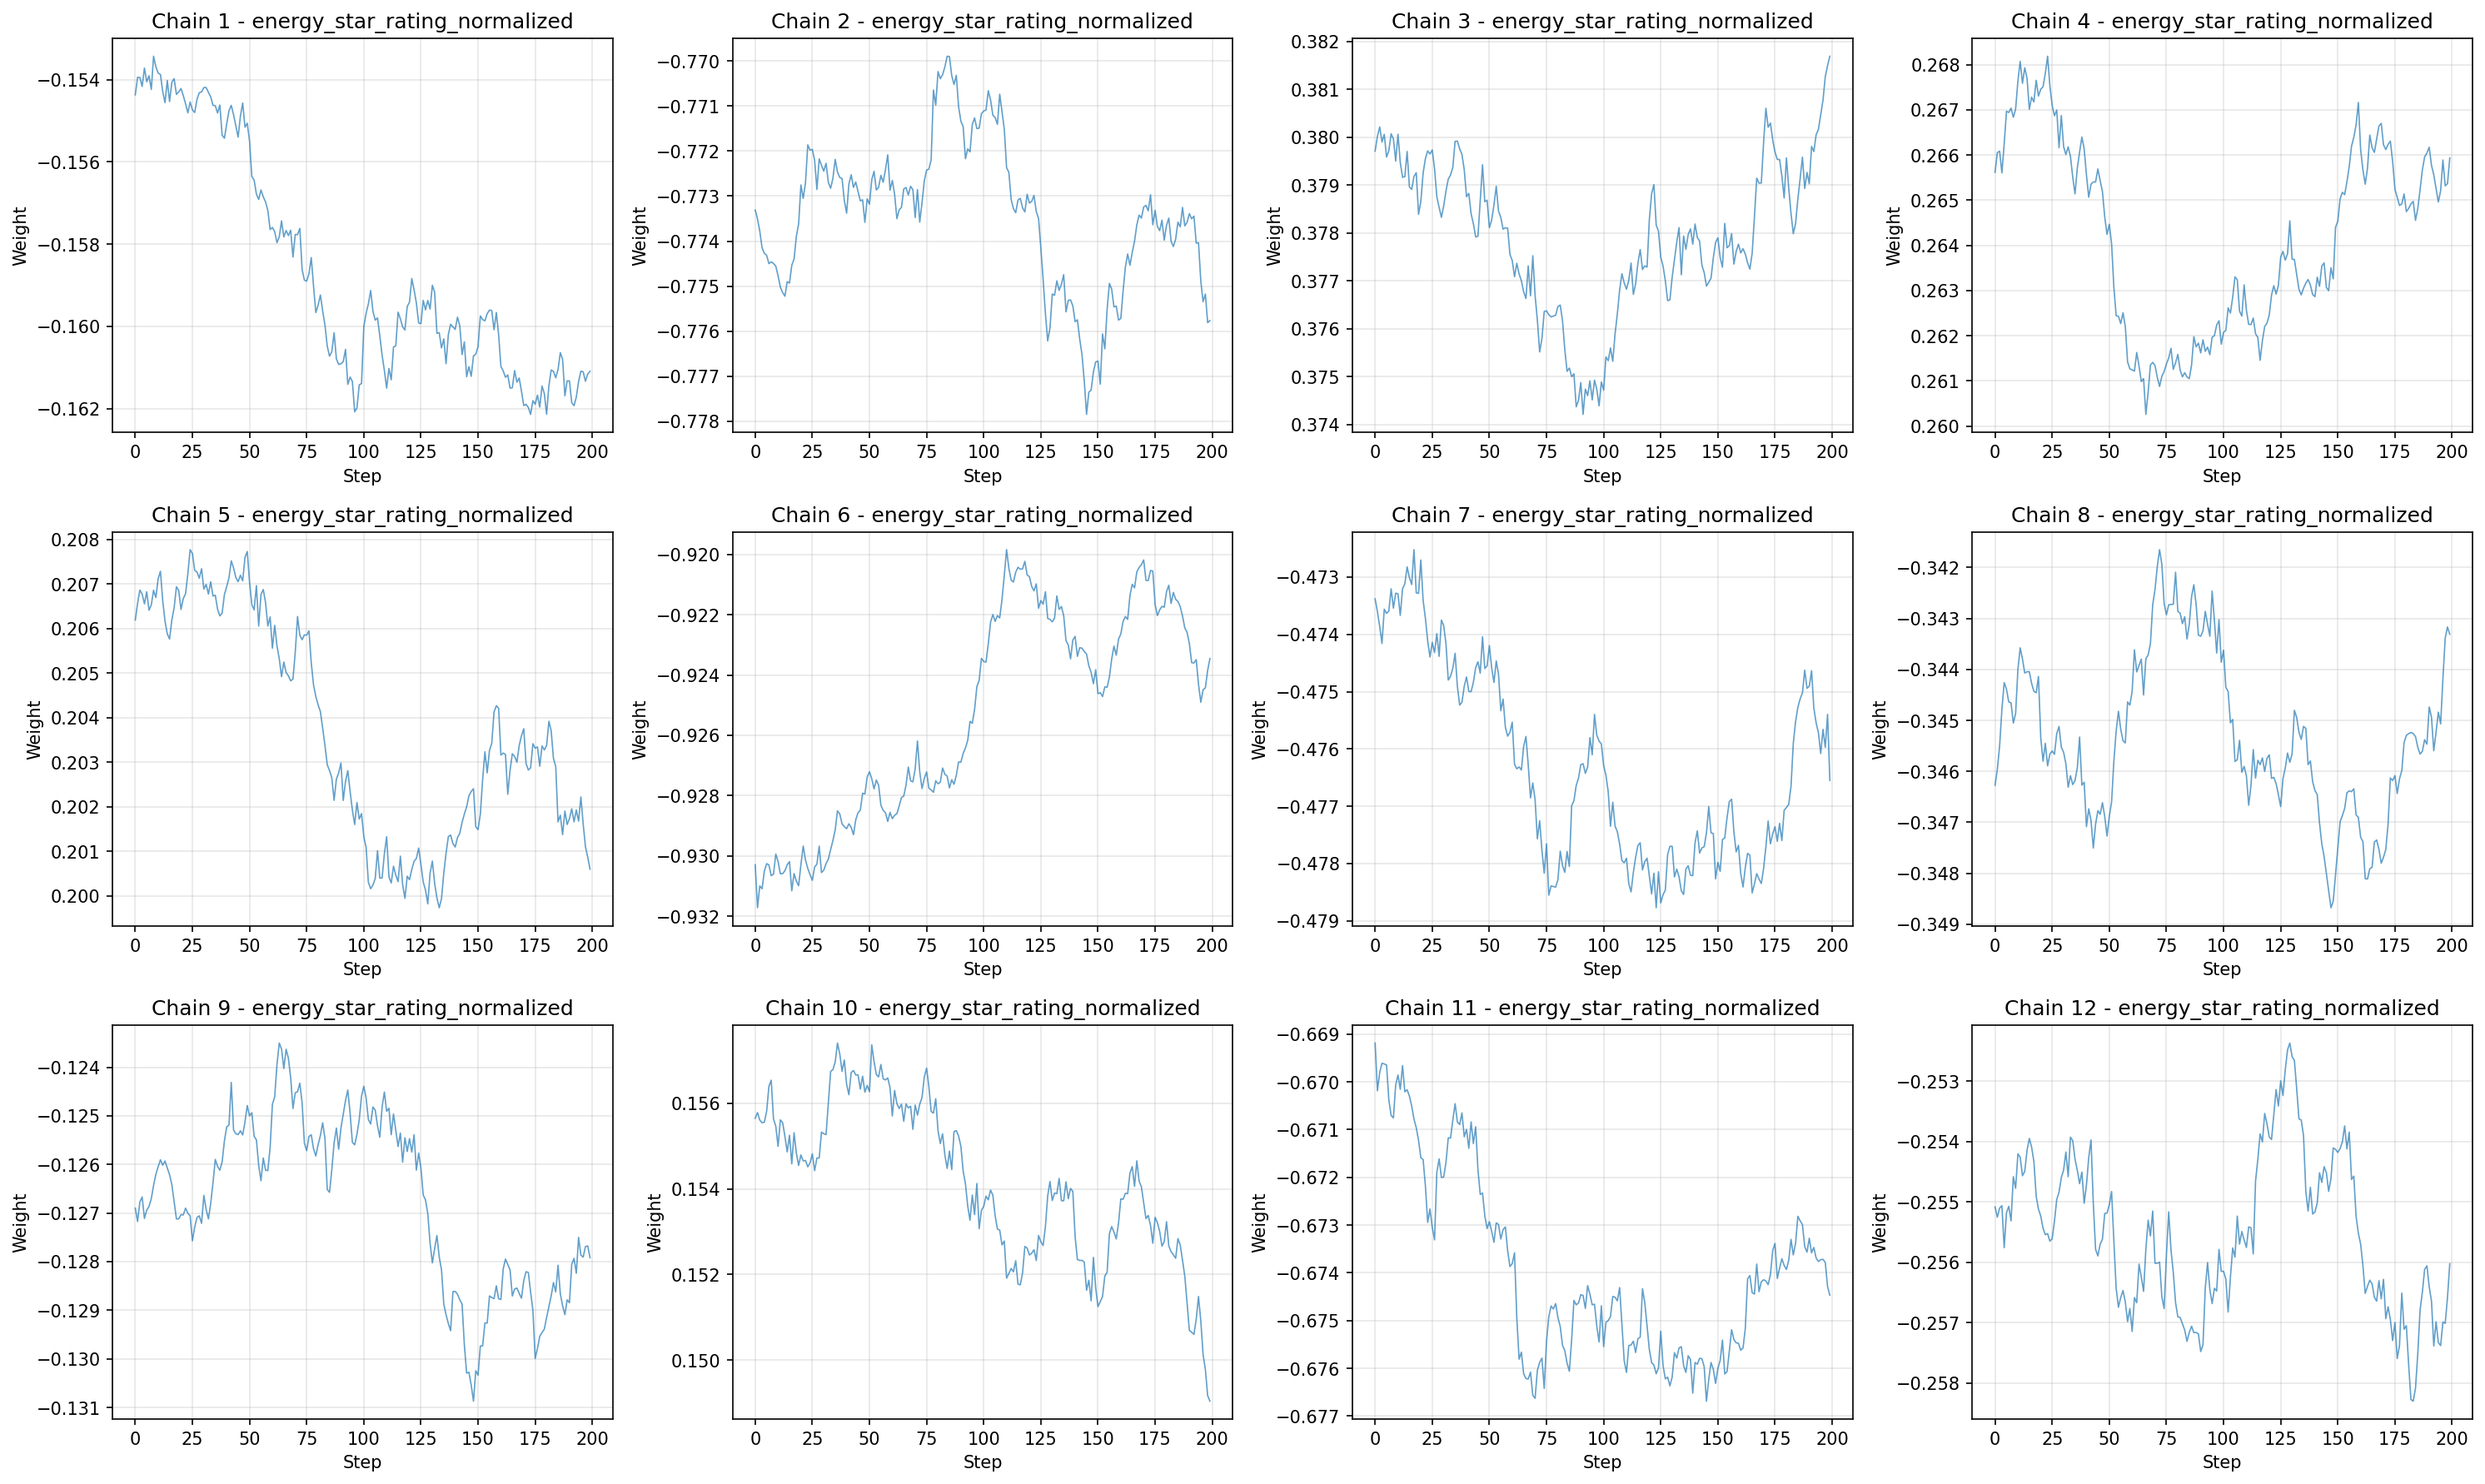 Chain 1 - energy_star_rating_normalized
Weight
−0.154
−0.156
−0.158
−0.160
−0.162
0 25 50 75 100 125 150 175 200
Step
Chain 2 - energy_star_rating_normalized
Weight
−0.770
−0.771
−0.772
−0.773
−0.774
−0.775
−0.776
−0.777
−0.778
0 25 50 75 100 125 150 175 200
Step
Chain 3 - energy_star_rating_normalized
Weight
0.382
0.381
0.380
0.379
0.378
0.377
0.376
0.375
0.374
0 25 50 75 100 125 150 175 200
Step
Chain 4 - energy_star_rating_normalized
Weight
0.268
0.267
0.266
0.265
0.264
0.263
0.262
0.261
0.260
0 25 50 75 100 125 150 175 200
Step
Chain 5 - energy_star_rating_normalized
Weight
0.208
0.207
0.206
0.205
0.204
0.203
0.202
0.201
0.200
0 25 50 75 100 125 150 175 200
Step
Chain 6 - energy_star_rating_normalized
Weight
−0.920
−0.922
−0.924
−0.926
−0.928
−0.930
−0.932
0 25 50 75 100 125 150 175 200
Step
Chain 7 - energy_star_rating_normalized
Weight
−0.473
−0.474
−0.475
−0.476
−0.477
−0.478
−0.479
0 25 50 75 100 125 150 175 200
Step
Chain 8 - energy_star_rating_normalized
Weight
−0.342
−0.343
−0.344
−0.345
−0.346
−0.347
−0.348
−0.349
0 25 50 75 100 125 150 175 200
Step
Chain 9 - energy_star_rating_normalized
Weight
−0.124
−0.125
−0.126
−0.127
−0.128
−0.129
−0.130
−0.131
0 25 50 75 100 125 150 175 200
Step
Chain 10 - energy_star_rating_normalized
Weight
0.156
0.154
0.152
0.150
0 25 50 75 100 125 150 175 200
Step
Chain 11 - energy_star_rating_normalized
Weight
−0.669
−0.670
−0.671
−0.672
−0.673
−0.674
−0.675
−0.676
−0.677
0 25 50 75 100 125 150 175 200
Step
Chain 12 - energy_star_rating_normalized
Weight
−0.253
−0.254
−0.255
−0.256
−0.257
−0.258
0 25 50 75 100 125 150 175 200
Step